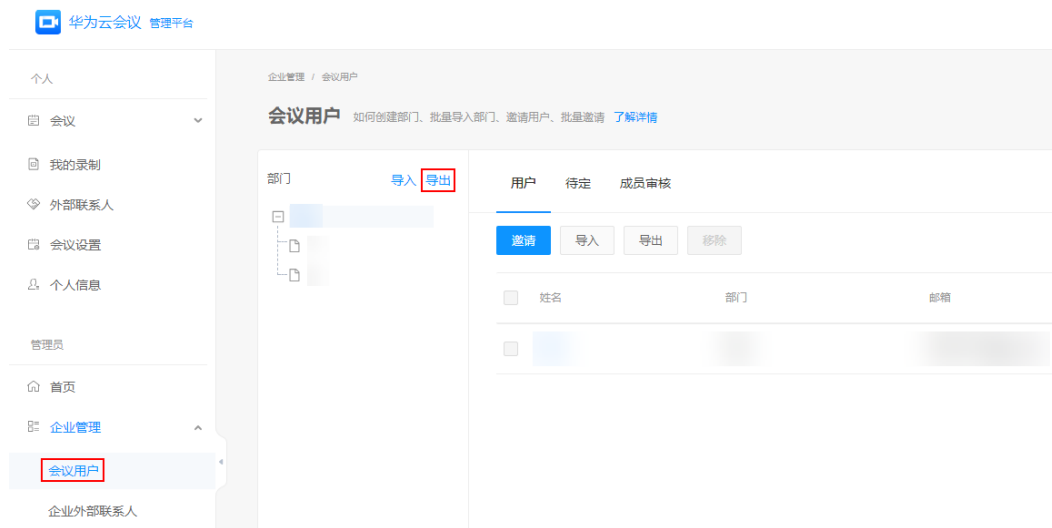 华为云会议 管理平台
个人
会议
我的录制
外部联系人
会议设置
个人信息
管理员
首页
企业管理
会议用户
企业外部联系人
企业管理 / 会议用户
会议用户 如何创建部门、批量导入部门、邀请用户、批量邀请 了解详情
部门 导入 导出
用户 待定 成员审核
邀请 导入 导出 移除
姓名 部门 邮箱